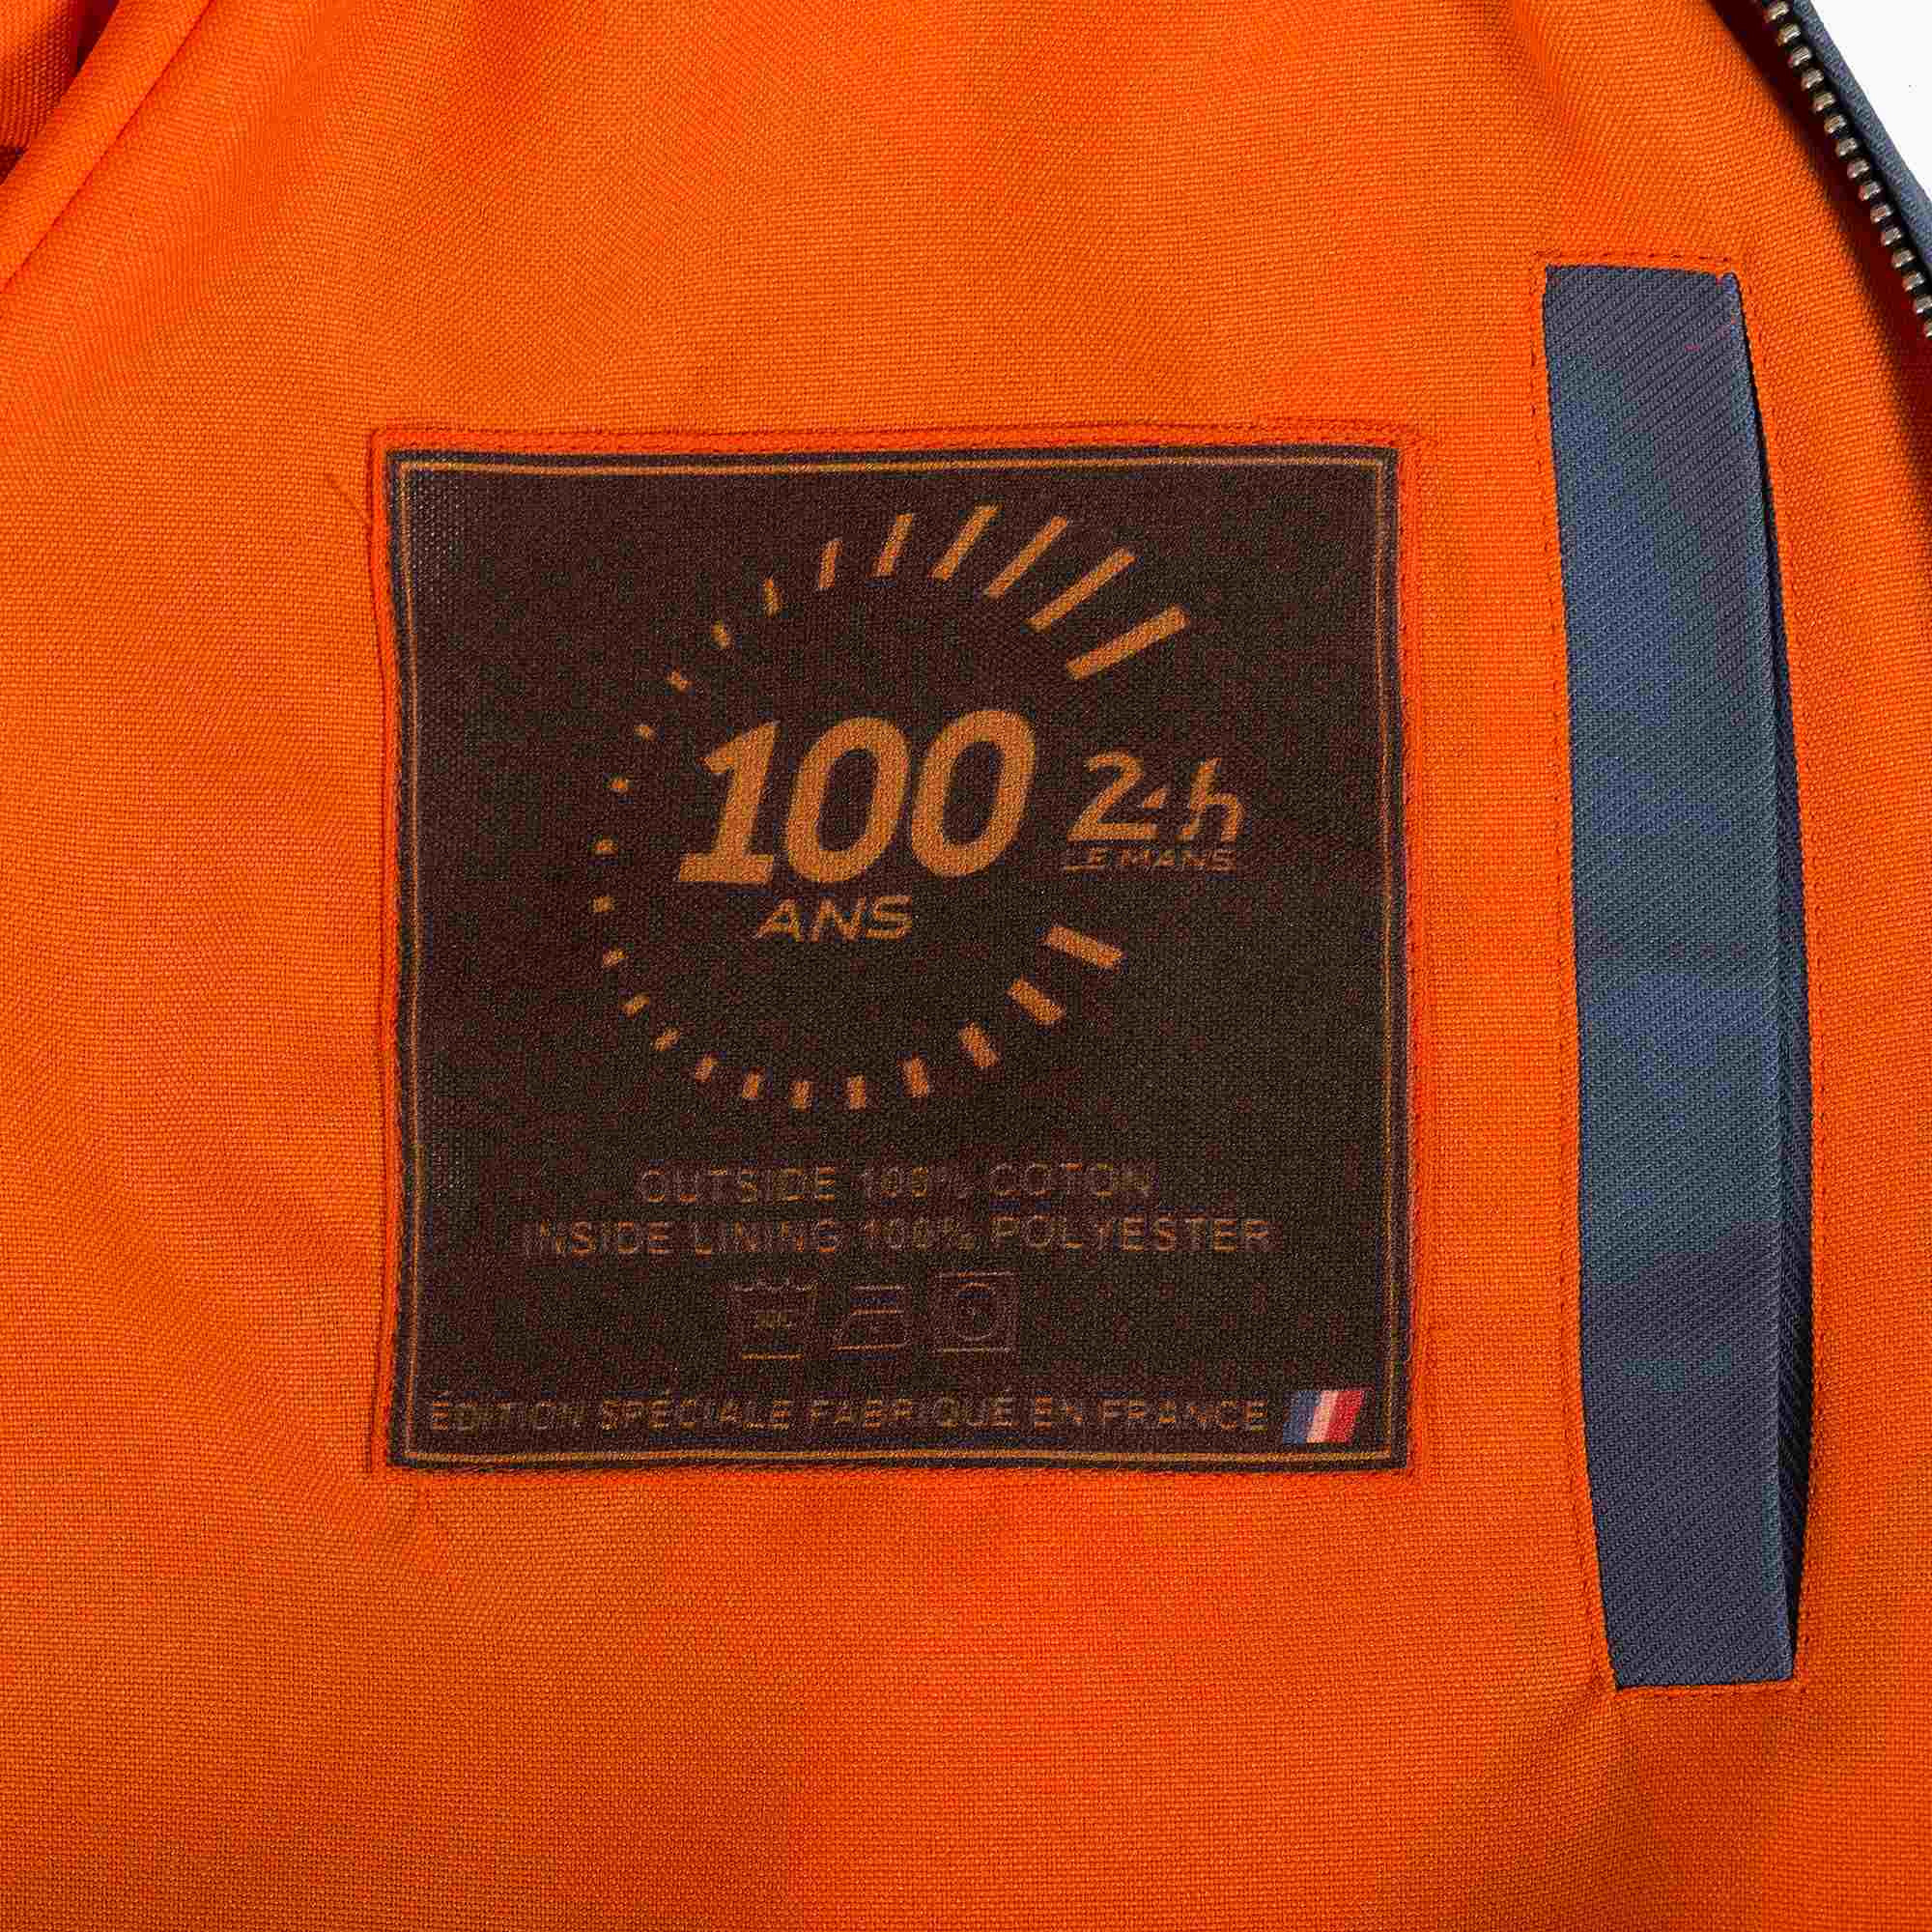 100 24h
LE MANS
ANS
OUTSIDE 100% COTON
INSIDE LINING 100% POLYESTER
ÉDITION SPÉCIALE FABRIQUÉ EN FRANCE